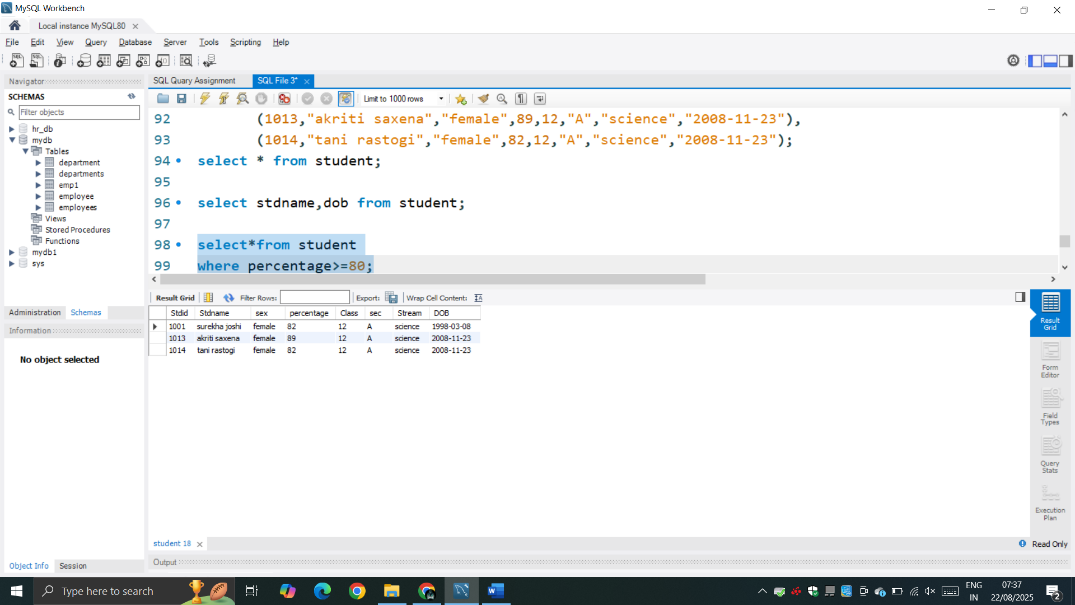 MySQL Workbench
Local instance MySQL80
File Edit View Query Database Server Tools Scripting Help
Navigator
SQL Quary Assignment SQL File 3*
SCHEMAS
Limit to 1000 rows
Filter objects
hr_db
mydb
Tables
department
departments
emp1
employee
employees
Views
Stored Procedures
Functions
mydb1
sys
92 (1013,"akriti saxena","female",89,12,"A","science","2008-11-23"),
93 (1014,"tani rastogi","female",82,12,"A","science","2008-11-23");
94 select * from student;
95
96 select stdname,dob from student;
97
98 select*from student
99 where percentage>=80;
Result Grid Filter Rows: Export: Wrap Cell Content:
Stdid Stdname sex percentage Class sec Stream DOB
1001 surekha joshi female 82 12 A science 1998-03-08
1013 akriti saxena female 89 12 A science 2008-11-23
1014 tani rastogi female 82 12 A science 2008-11-23
Administration Schemas
Information
No object selected
Result
Grid
Form
Editor
Field
Types
Query
Stats
Execution
Plan
student 18
Read Only
Output
Object Info Session
Type here to search
ENG
IN
07:37
22/08/2025
2